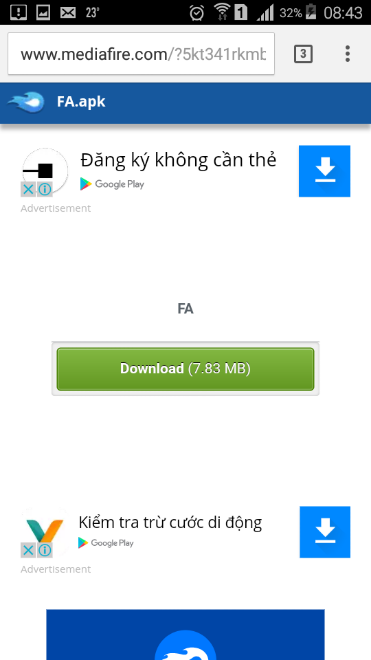 23°
1
32%
08:43
www.mediafire.com/?5kt341rkmb
3
FA.apk
Đăng ký không cần thẻ
Google Play
Advertisement
FA
Download (7.83 MB)
Kiểm tra trừ cước di động
Google Play
Advertisement